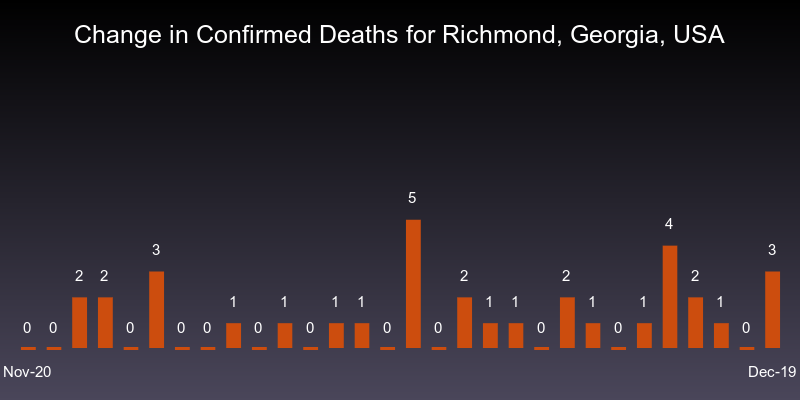 Change in Confirmed Deaths for Richmond, Georgia, USA
5
4
3 3
2 2 2 2 2
1 1 1 1 1 1 1 1 1
0 0 0 0 0 0 0 0 0 0 0 0
Nov-20 Dec-19